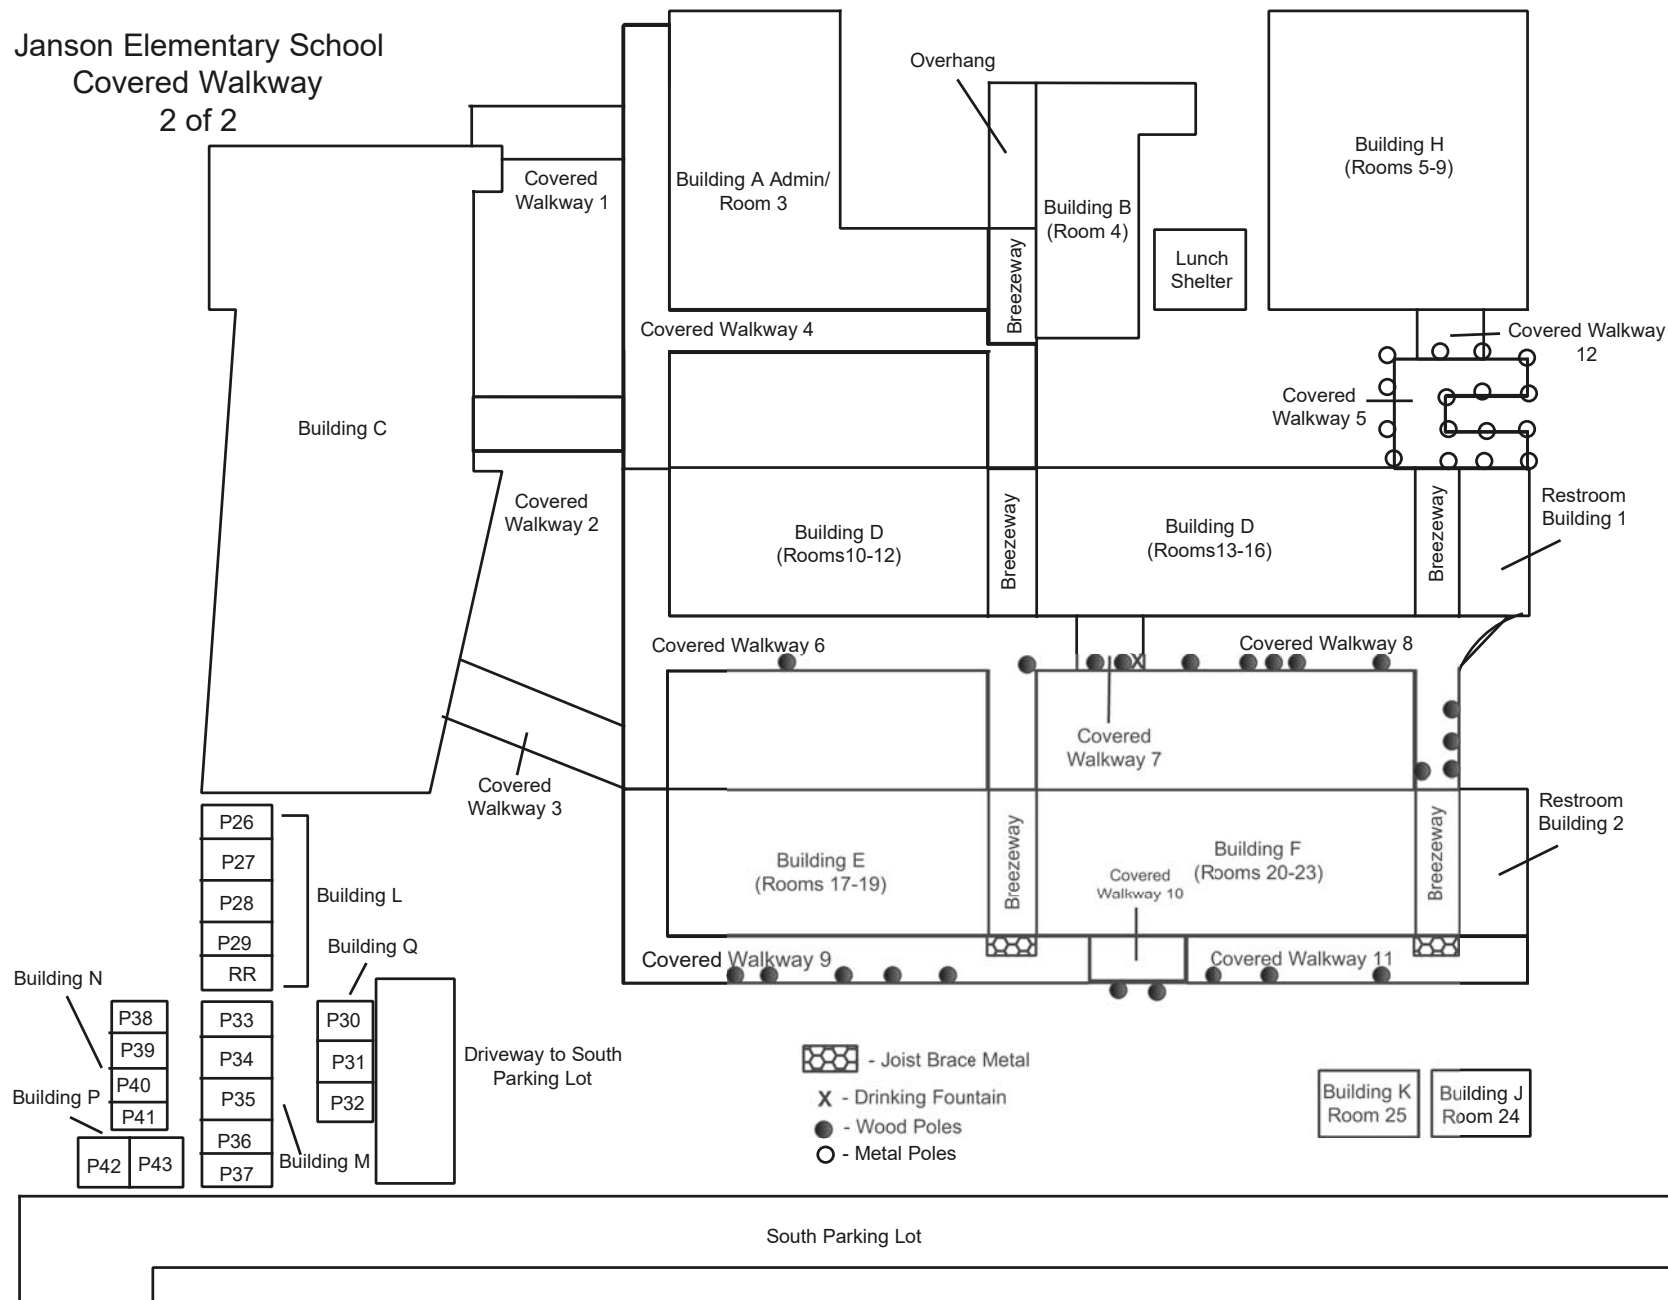 Janson Elementary School
Covered Walkway
2 of 2
Overhang
Building H
(Rooms 5-9)
Covered
Walkway 1
Building A Admin/
Room 3
Building B
(Room 4)
Breezeway
Lunch
Shelter
Covered Walkway 4
Covered Walkway
12
Covered
Walkway 5
Building C
Covered
Walkway 2
Building D
(Rooms10-12)
Breezeway
Building D
(Rooms13-16)
Breezeway
Restroom
Building 1
Covered Walkway 6
Covered Walkway 8
X
Covered
Walkway 7
Covered
Walkway 3
Restroom
Building 2
Building E
(Rooms 17-19)
Breezeway
Covered
Walkway 10
Building F
(Rooms 20-23)
Breezeway
Covered Walkway 9
Covered Walkway 11
P26
P27
P28
P29
RR
Building L
Building Q
Building N
P38
P39
P40
P41
Building P
P42
P43
P33
P34
P35
P36
P37
Building M
P30
P31
P32
Driveway to South
Parking Lot
- Joist Brace Metal
X - Drinking Fountain
- Wood Poles
- Metal Poles
Building K
Room 25
Building J
Room 24
South Parking Lot